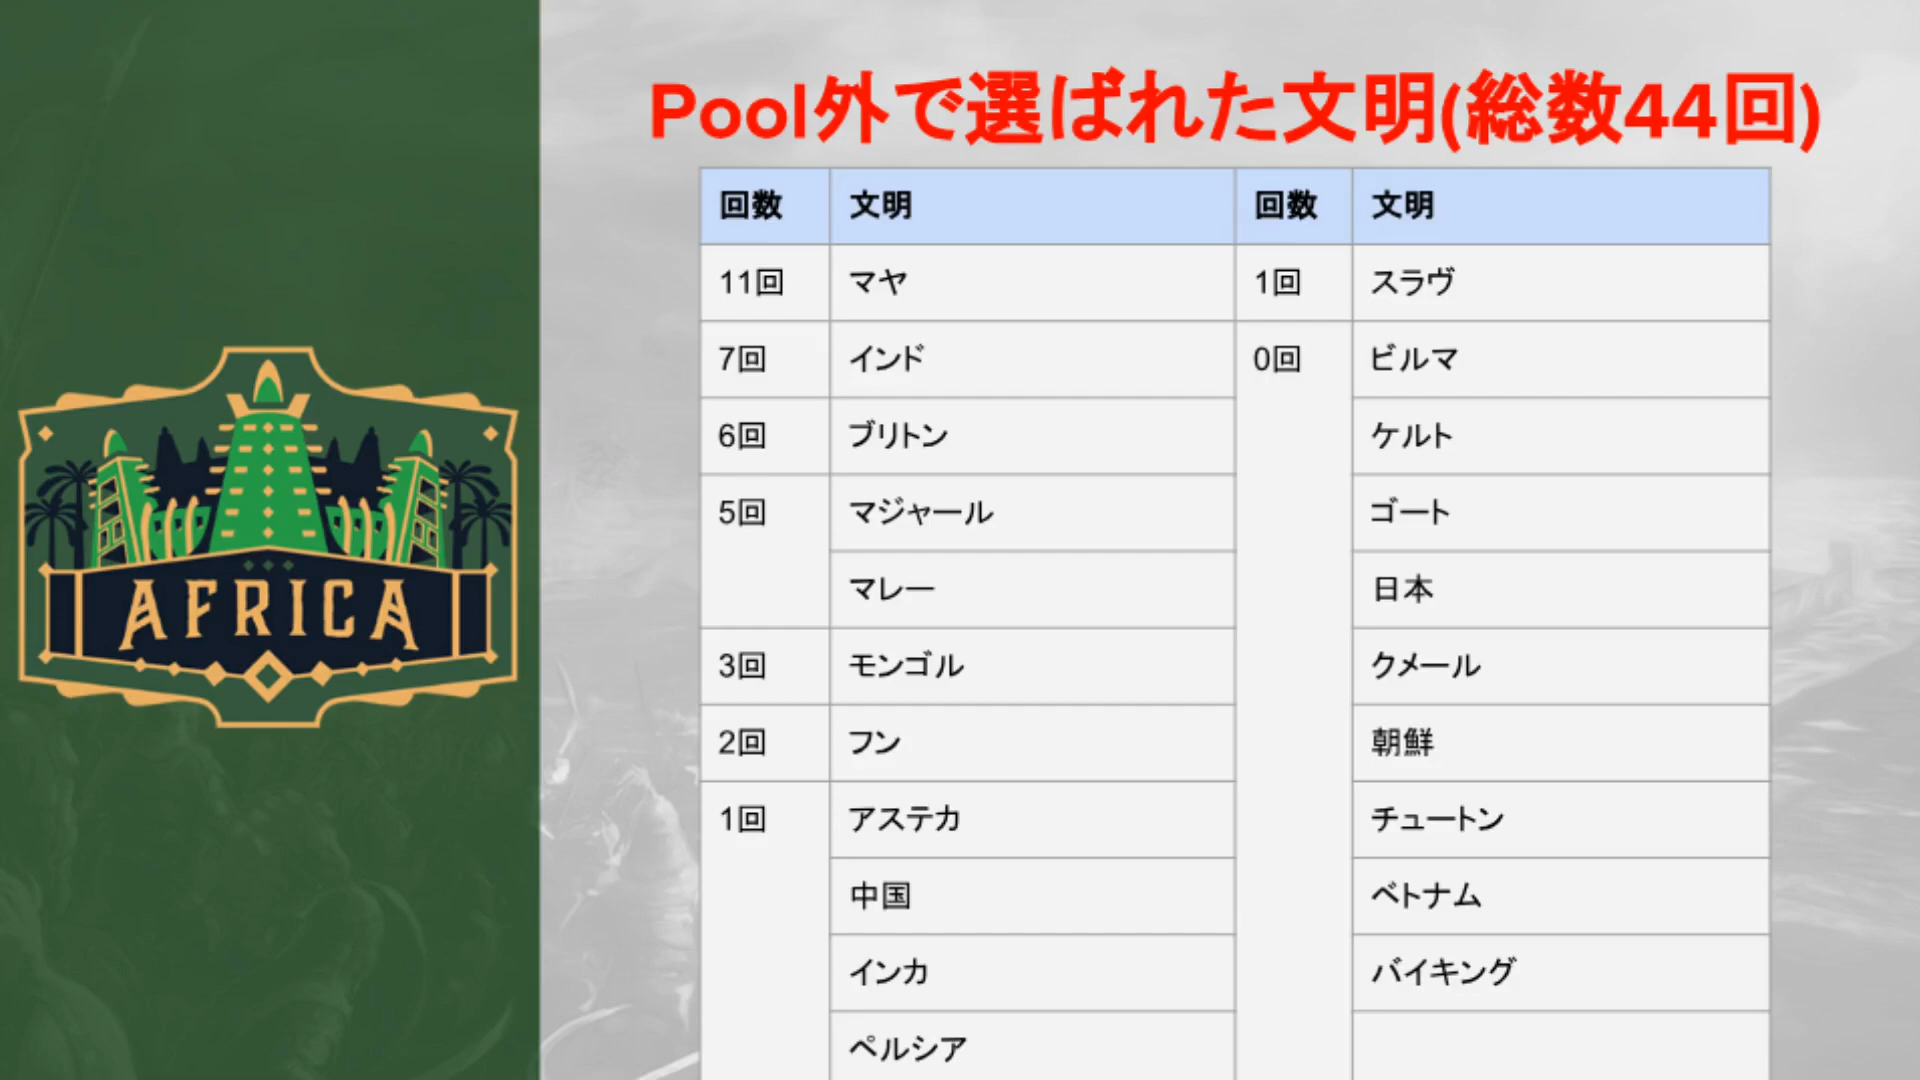 AFRICA
Pool外で選ばれた文明(総数44回)
回数 文明 回数 文明
11回 マヤ 1回 スラヴ
7回 インド 0回 ビルマ
6回 ブリトン ケルト
5回 マジャール ゴート
マレー 日本
3回 モンゴル クメール
2回 フン 朝鮮
1回 アステカ チュートン
中国 ベトナム
インカ バイキング
ペルシア